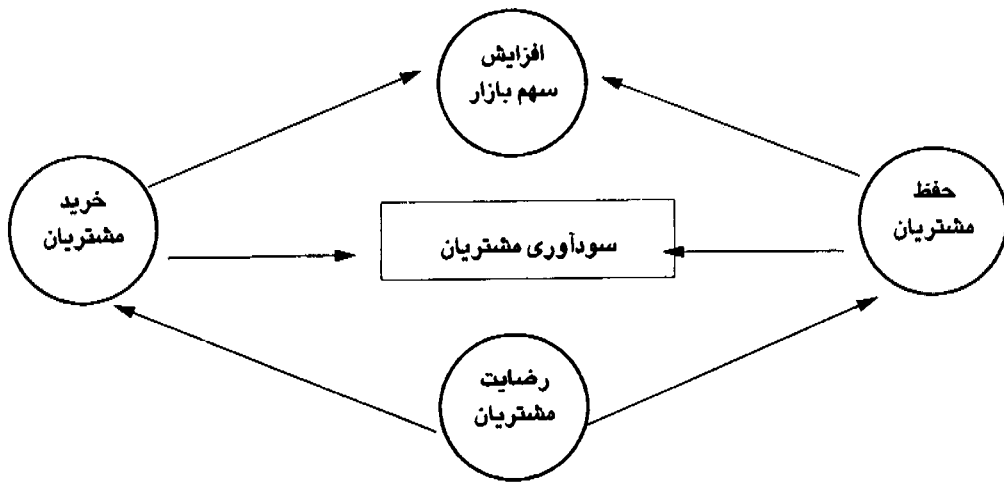 افزایش
سهم بازار
حفظ
مشتریان
خرید
مشتریان
سودآوری مشتریان
رضایت
مشتریان